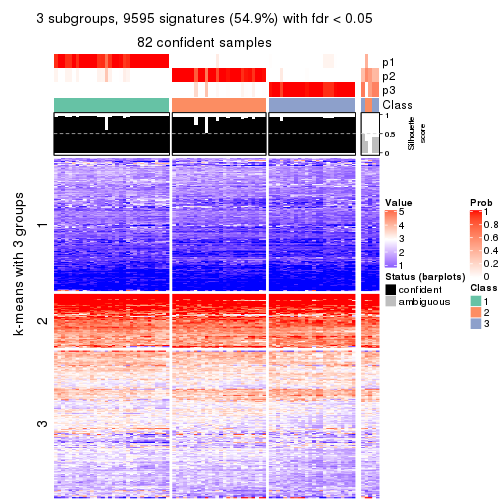 3 subgroups, 9595 signatures (54.9%) with fdr < 0.05
82 confident samples
p1
p2
p3
Class
1
0.5
0
Silhouette
score
k-means with 3 groups
1
2
3
Value
5
4
3
2
1
Status (barplots)
confident
ambiguous
Prob
1
0.8
0.6
0.4
0.2
0
Class
1
2
3